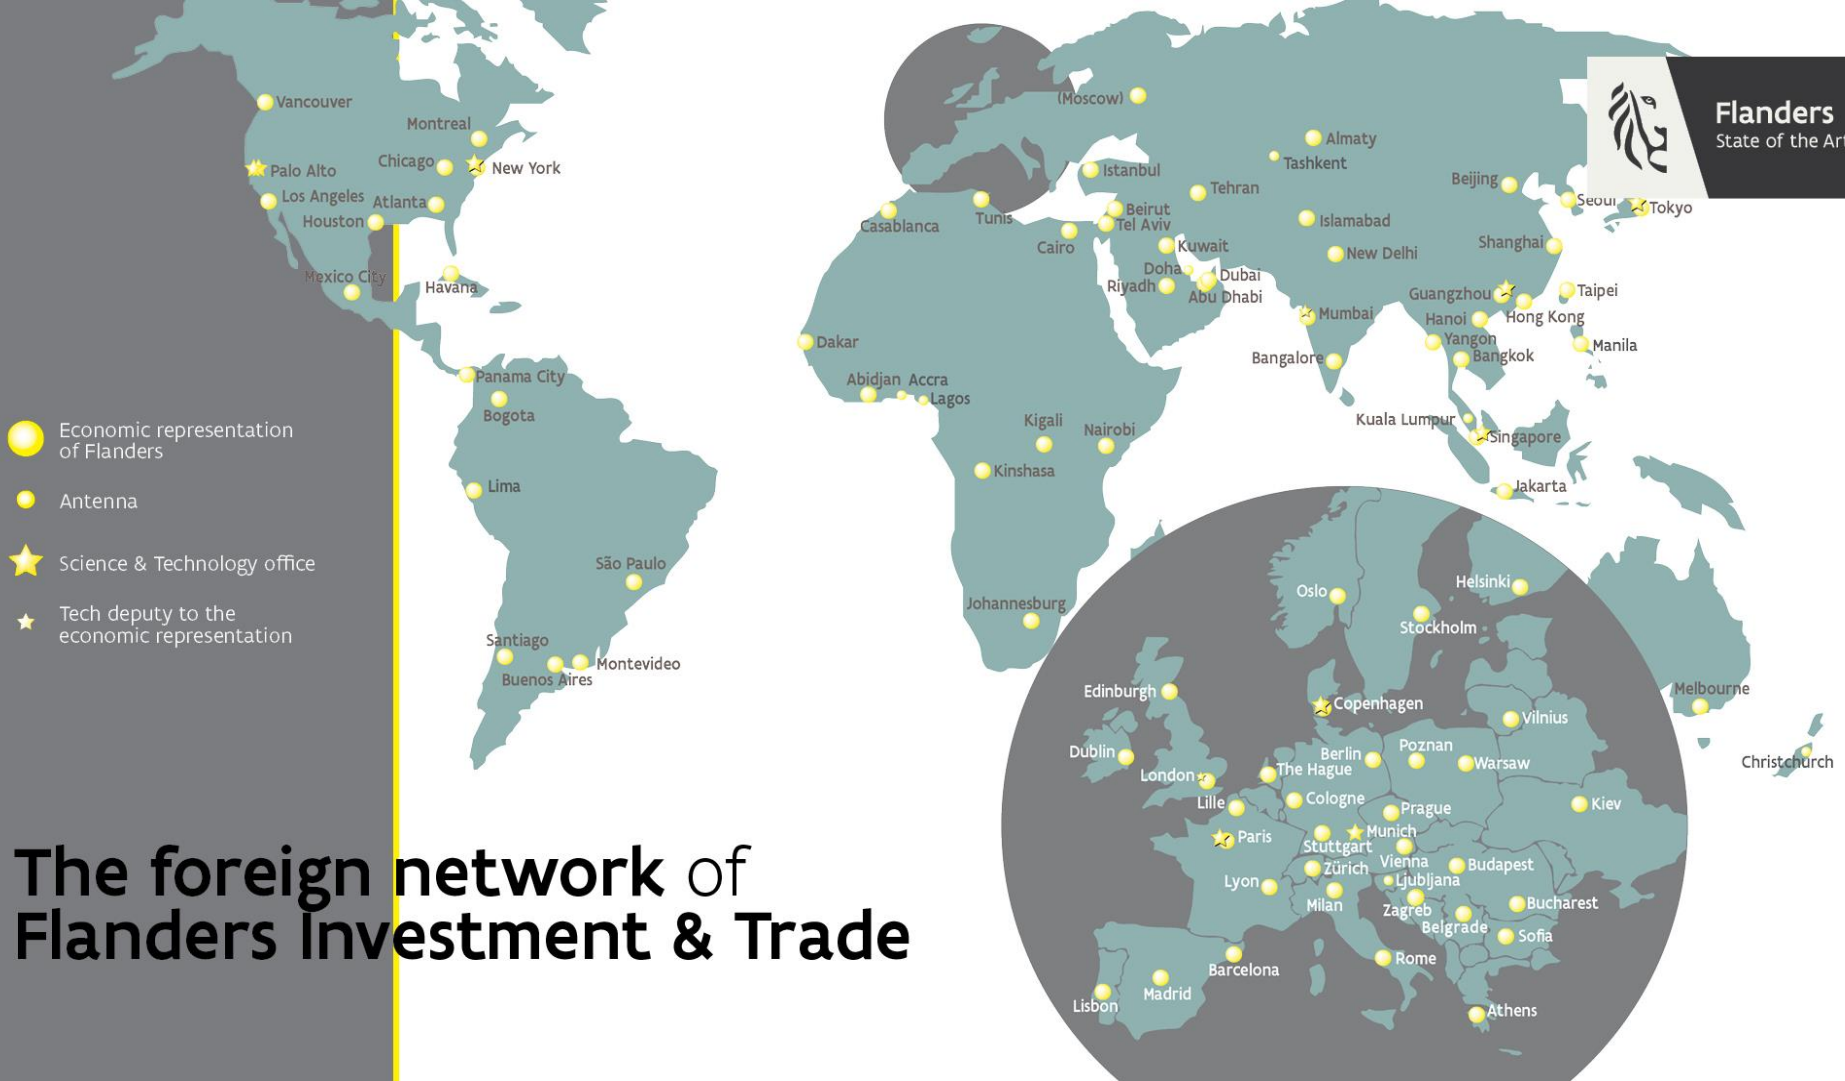 Vancouver
Montreal
Chicago
New York
Palo Alto
Los Angeles
Atlanta
Houston
Mexico City
Havana
Panama City
Bogota
Lima
São Paulo
Santiago
Montevideo
Buenos Aires
(Moscow)
Almaty
Tashkent
Istanbul
Tehran
Casablanca
Tunis
Beirut
Tel Aviv
Cairo
Kuwait
Islamabad
New Delhi
Doha
Dubai
Riyadh
Abu Dhabi
Beijing
Seoul
Tokyo
Shanghai
Guangzhou
Taipei
Hong Kong
Mumbai
Hanoi
Yangon
Manila
Bangalore
Bangkok
Dakar
Abidjan
Accra
Lagos
Kigali
Nairobi
Kinshasa
Kuala Lumpur
Singapore
Jakarta
Johannesburg
Melbourne
Christchurch
Flanders
State of the Ar
Economic representation
of Flanders
Antenna
Science & Technology office
Tech deputy to the
economic representation
Oslo
Helsinki
Stockholm
Edinburgh
Copenhagen
Vilnius
Dublin
Berlin
Poznan
Warsaw
London
The Hague
Lille
Cologne
Prague
Kiev
Paris
Munich
Stuttgart
Vienna
Zürich
Budapest
Lyon
Ljubljana
Milan
Zagreb
Bucharest
Belgrade
Sofia
Barcelona
Rome
Lisbon
Madrid
Athens
The foreign network of
Flanders Investment & Trade